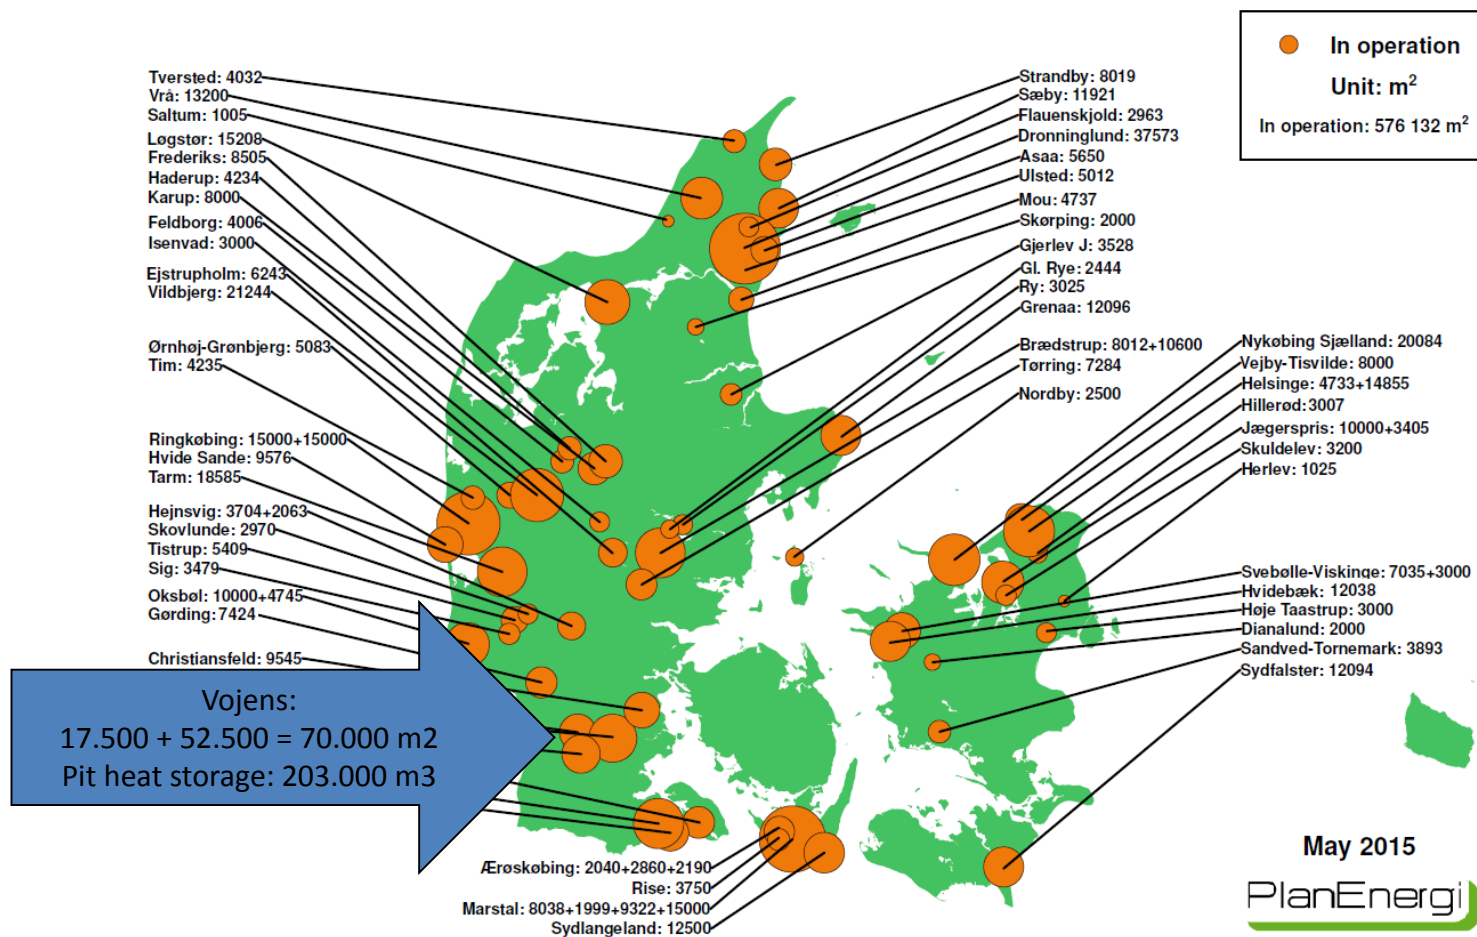 In operation
Unit: m²
In operation: 576 132 m²
Tversted: 4032
Vrå: 13200
Saltum: 1005
Løgstør: 15208
Frederiks: 8505
Haderup: 4234
Karup: 8000
Feldborg: 4006
Isenvad: 3000
Ejstrupholm: 6243
Vildbjerg: 21244
Ørnhøj-Grønbjerg: 5083
Tim: 4235
Ringkøbing: 15000+15000
Hvide Sande: 9576
Tarm: 18585
Hejnsvig: 3704+2063
Skovlunde: 2970
Tistrup: 5409
Sig: 3479
Oksbøl: 10000+4745
Gørding: 7424
Christiansfeld: 9545
Vojens:
17.500 + 52.500 = 70.000 m2
Pit heat storage: 203.000 m3
Strandby: 8019
Sæby: 11921
Flauenskjold: 2963
Dronninglund: 37573
Asaa: 5650
Ulsted: 5012
Mou: 4737
Skørping: 2000
Gjerlev J: 3528
Gl. Rye: 2444
Ry: 3025
Grenaa: 12096
Brædstrup: 8012+10600
Tørring: 7284
Nordby: 2500
Nykøbing Sjælland: 20084
Vejby-Tisvilde: 8000
Helsinge: 4733+14855
Hillerød: 3007
Jægerspris: 10000+3405
Skuldelev: 3200
Herlev: 1025
Svebølle-Viskinge: 7035+3000
Hvidebæk: 12038
Høje Taastrup: 3000
Dianalund: 2000
Sandved-Tornemark: 3893
Sydfalster: 12094
Ærøskøbing: 2040+2860+2190
Rise: 3750
Marstal: 8038+1999+9322+15000
Sydlangeland: 12500
May 2015
PlanEnergi